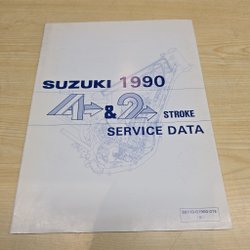 SUZUKI 1990
4 & 2 STROKE
SERVICE DATA